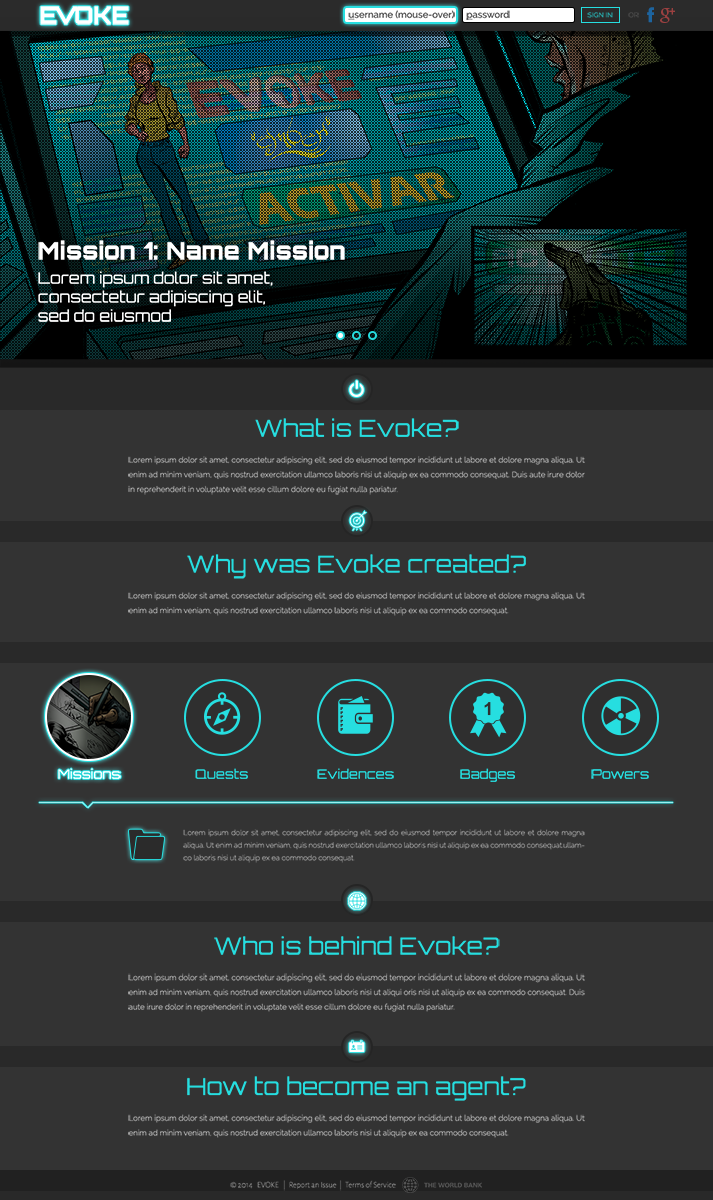 EVOKE
username (mouse-over)
password
SIGN IN
OR
f
g+
EVOKE
ACTIVAR
Mission 1: Name Mission
Lorem ipsum dolor sit amet,
consectetur adipiscing elit,
sed do eiusmod
What is Evoke?
Lorem ipsum dolor sit amet, consectetur adipiscing elit, sed do eiusmod tempor incididunt ut labore et dolore magna aliqua. Ut
enim ad minim veniam, quis nostrud exercitation ullamco laboris nisi ut aliquip ex ea commodo consequat. Duis aute irure dolor
in reprehenderit in voluptate velit esse cillum dolore eu fugiat nulla pariatur.
Why was Evoke created?
Lorem ipsum dolor sit amet, consectetur adipiscing elit, sed do eiusmod tempor incididunt ut labore et dolore magna aliqua. Ut
enim ad minim veniam, quis nostrud exercitation ullamco laboris nisi ut aliquip ex ea commodo consequat.
1
Missions
Quests
Evidences
Badges
Powers
Lorem ipsum dolor sit amet, consectetur adipiscing elit, sed do eiusmod tempor incididunt ut labore et dolore magna
aliqua. Ut enim ad minim veniam, quis nostrud exercitation ullamco laboris nisi ut aliquip ex ea commodo consequat.ullam-
co laboris nisi ut aliquip ex ea commodo consequat.
Who is behind Evoke?
Lorem ipsum dolor sit amet, consectetur adipiscing elit, sed do eiusmod tempor incididunt ut labore et dolore magna aliqua. Ut
enim ad minim veniam, quis nostrud exercitation ullamco laboris nisi ut aliqui oris nisi ut aliquip ex ea commodo consequat. Duis
aute irure dolor in reprehenderit in voluptate velit esse cillum dolore eu fugiat nulla pariatur.
How to become an agent?
Lorem ipsum dolor sit amet, consectetur adipiscing elit, sed do eiusmod tempor incididunt ut labore et dolore magna aliqua. Ut
enim ad minim veniam, quis nostrud exercitation ullamco laboris nisi ut aliquip ex ea commodo consequat.
© 2014 EVOKE | Report an Issue | Terms of Service THE WORLD BANK